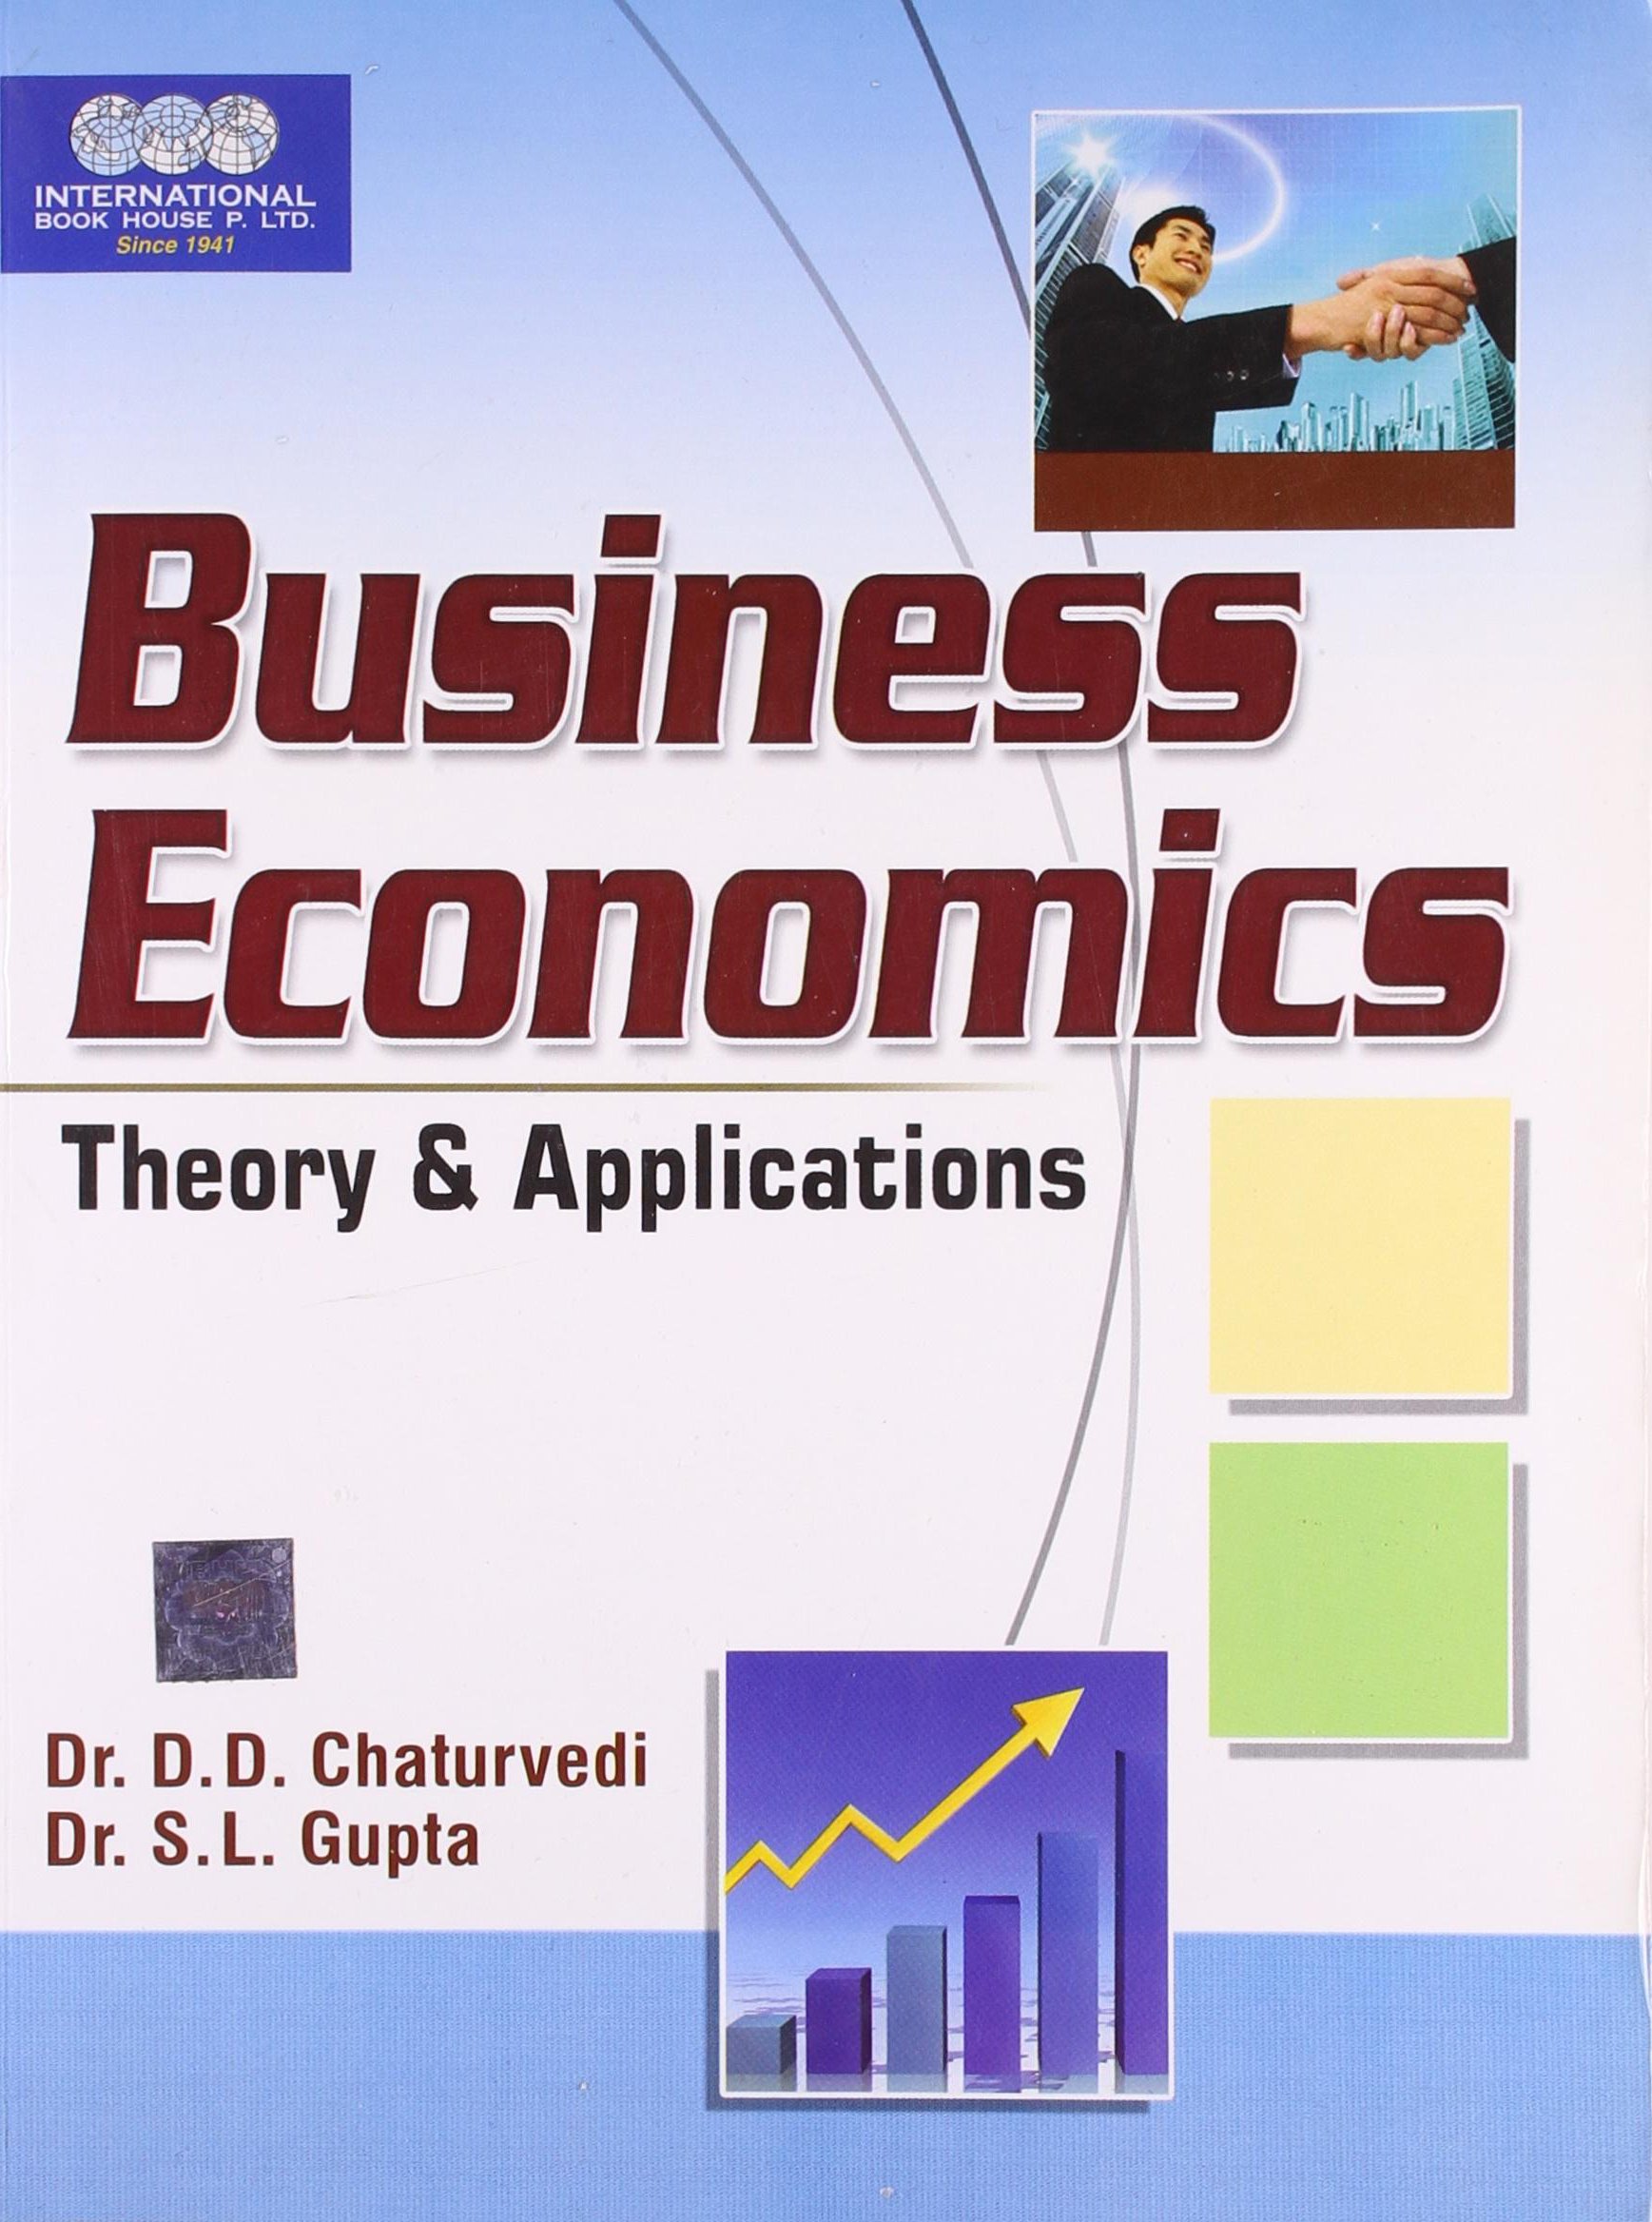 INTERNATIONAL
BOOK HOUSE P. LTD.
Since 1941
Business
Economics
Theory & Applications
Dr. D.D. Chaturvedi
Dr. S.L. Gupta